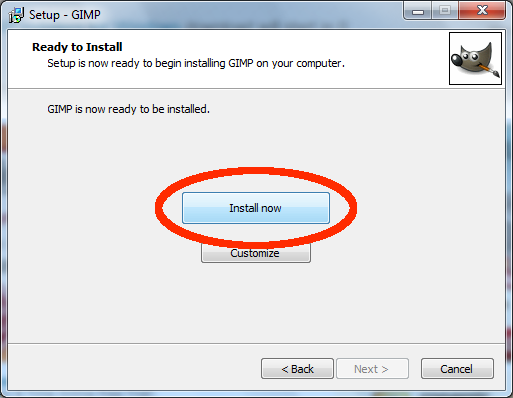 Setup - GIMP
Ready to Install
Setup is now ready to begin installing GIMP on your computer.
GIMP is now ready to be installed.
Install now
Customize
< Back
Next >
Cancel